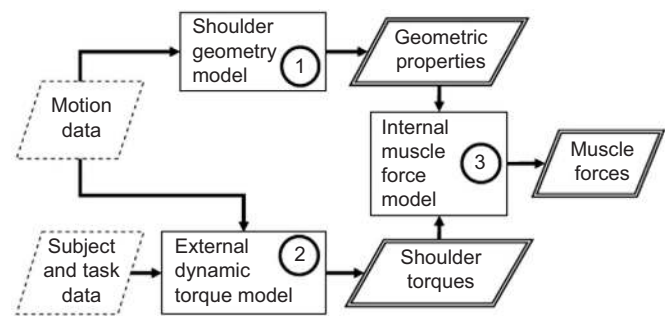 Shoulder
geometry
model
1
Geometric
properties
Motion
data
Internal
muscle
force
model
3
Muscle
forces
Subject
and task
data
External
dynamic
torque model
2
Shoulder
torques